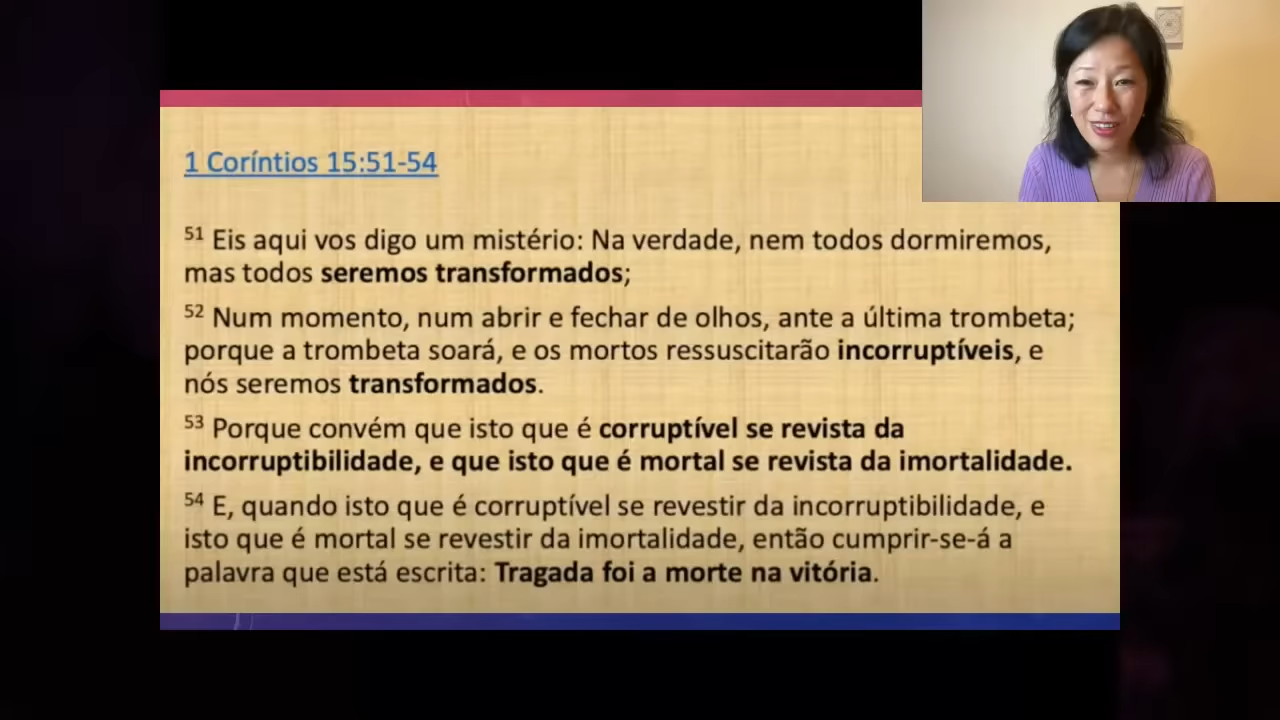 1 Coríntios 15:51-54
51 Eis aqui vos digo um mistério: Na verdade, nem todos dormiremos,
mas todos seremos transformados;
52 Num momento, num abrir e fechar de olhos, ante a última trombeta;
porque a trombeta soará, e os mortos ressuscitarão incorruptíveis, e
nós seremos transformados.
53 Porque convém que isto que é corruptível se revista da
incorruptibilidade, e que isto que é mortal se revista da imortalidade.
54 E, quando isto que é corruptível se revestir da incorruptibilidade, e
isto que é mortal se revestir da imortalidade, então cumprir-se-á a
palavra que está escrita: Tragada foi a morte na vitória.